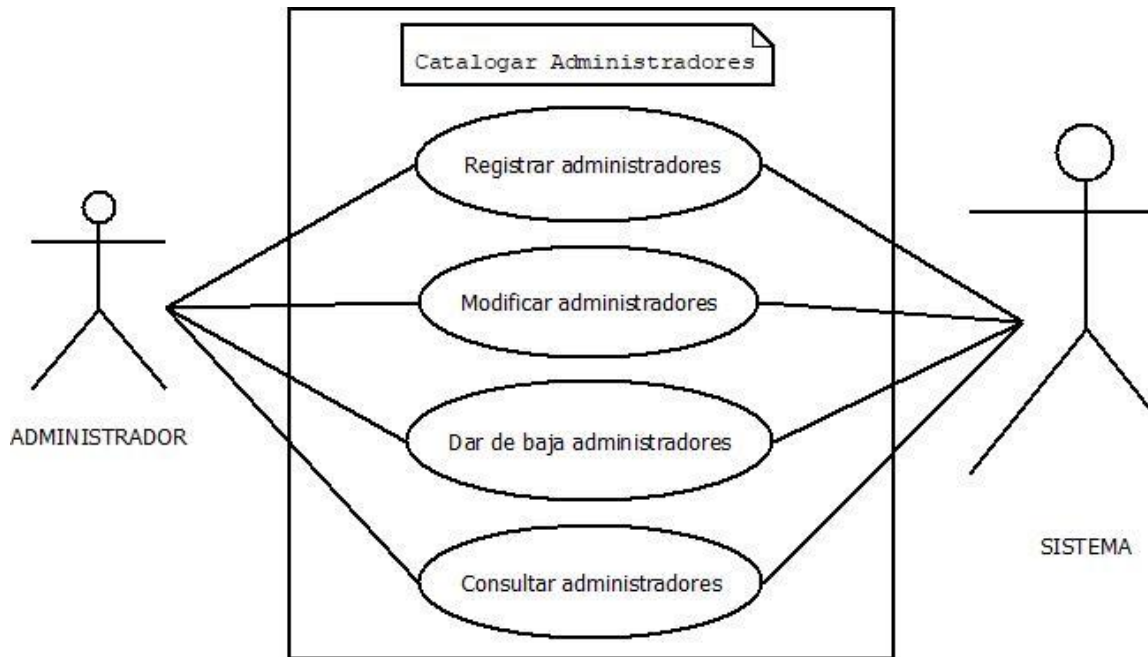 Catalogar Administradores
Registrar administradores
Modificar administradores
Dar de baja administradores
Consultar administradores
ADMINISTRADOR
SISTEMA